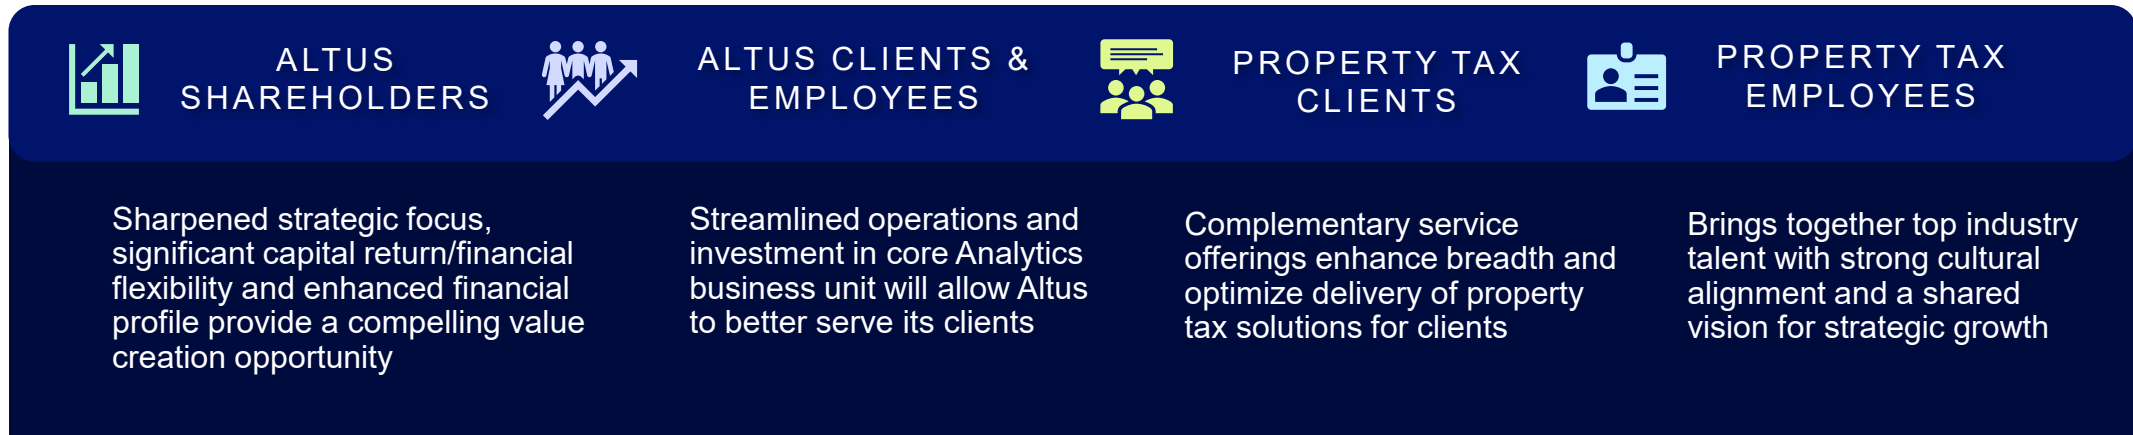 ALTUS
SHAREHOLDERS
Sharpened strategic focus,
significant capital return/financial
flexibility and enhanced financial
profile provide a compelling value
creation opportunity
ALTUS CLIENTS &
EMPLOYEES
Streamlined operations and
investment in core Analytics
business unit will allow Altus
to better serve its clients
PROPERTY TAX
CLIENTS
Complementary service
offerings enhance breadth and
optimize delivery of property
tax solutions for clients
PROPERTY TAX
EMPLOYEES
Brings together top industry
talent with strong cultural
alignment and a shared
vision for strategic growth